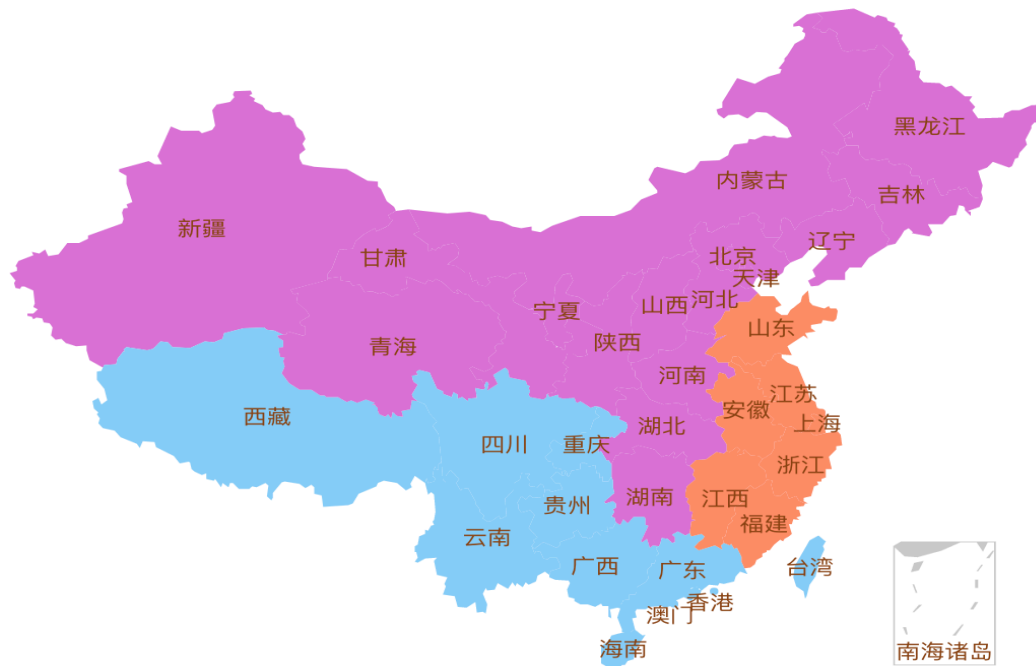 黑龙江
内蒙古
吉林
新疆
辽宁
北京
甘肃
天津
河北
山西
宁夏
山东
陕西
青海
河南
江苏
安徽
西藏
上海
湖北
四川
重庆
浙江
湖南
江西
贵州
福建
云南
广西
广东
台湾
香港
澳门
海南
南海诸岛